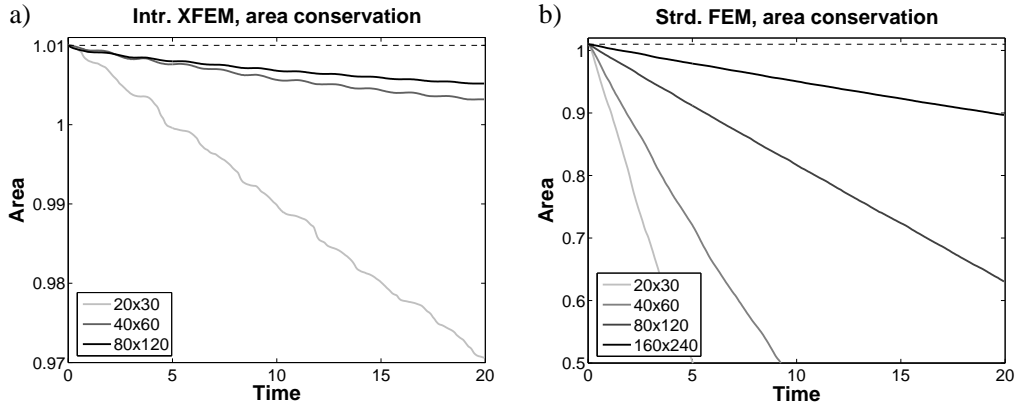 a)
Intr. XFEM, area conservation
1.01
1
0.99
0.98
0.97
Area
20x30
40x60
80x120
0
5
10
15
20
Time
b)
Strd. FEM, area conservation
1
0.9
0.8
0.7
0.6
0.5
Area
20x30
40x60
80x120
160x240
0
5
10
15
20
Time